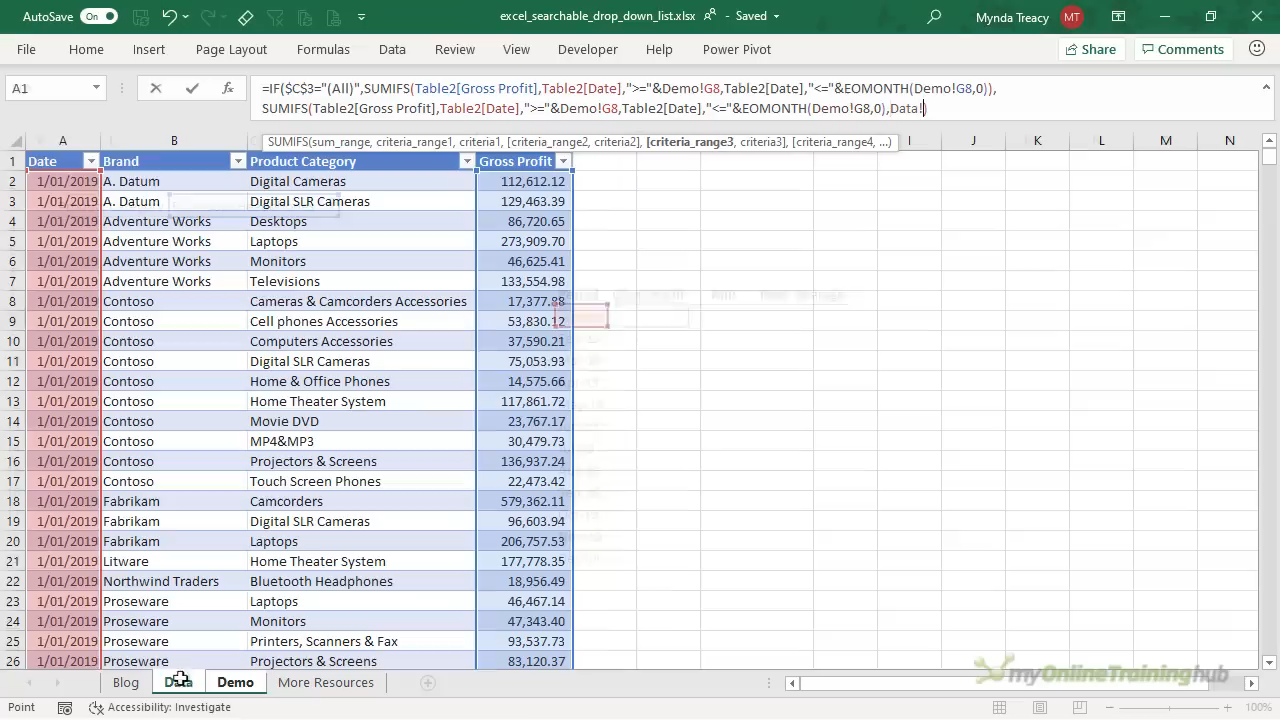 AutoSave On excel_searchable_drop_down_list.xlsx - Saved Mynda Treacy MT
File Home Insert Page Layout Formulas Data Review View Developer Help Power Pivot Share Comments
A1 fx =IF($C$3="(All)",SUMIFS(Table2[Gross Profit],Table2[Date],">="&Demo!G8,Table2[Date],"<="&EOMONTH(Demo!G8,0)),
SUMIFS(Table2[Gross Profit],Table2[Date],">="&Demo!G8,Table2[Date],"<="&EOMONTH(Demo!G8,0),Data!)
SUMIFS(sum_range, criteria_range1, criteria1, [criteria_range2, criteria2], [criteria_range3, criteria3], [criteria_range4, ...)
A B I J K L M N
1 Date Brand Product Category Gross Profit
2 1/01/2019 A. Datum Digital Cameras 112,612.12
3 1/01/2019 A. Datum Digital SLR Cameras 129,463.39
4 1/01/2019 Adventure Works Desktops 86,720.65
5 1/01/2019 Adventure Works Laptops 273,909.70
6 1/01/2019 Adventure Works Monitors 46,625.41
7 1/01/2019 Adventure Works Televisions 133,554.98
8 1/01/2019 Contoso Cameras & Camcorders Accessories 17,377.88
9 1/01/2019 Contoso Cell phones Accessories 53,830.12
10 1/01/2019 Contoso Computers Accessories 37,590.21
11 1/01/2019 Contoso Digital SLR Cameras 75,053.93
12 1/01/2019 Contoso Home & Office Phones 14,575.66
13 1/01/2019 Contoso Home Theater System 117,861.72
14 1/01/2019 Contoso Movie DVD 23,767.17
15 1/01/2019 Contoso MP4&MP3 30,479.73
16 1/01/2019 Contoso Projectors & Screens 136,937.24
17 1/01/2019 Contoso Touch Screen Phones 22,473.42
18 1/01/2019 Fabrikam Camcorders 579,362.11
19 1/01/2019 Fabrikam Digital SLR Cameras 96,603.94
20 1/01/2019 Fabrikam Laptops 206,757.53
21 1/01/2019 Litware Home Theater System 177,778.35
22 1/01/2019 Northwind Traders Bluetooth Headphones 18,956.49
23 1/01/2019 Proseware Laptops 46,467.14
24 1/01/2019 Proseware Monitors 47,343.40
25 1/01/2019 Proseware Printers, Scanners & Fax 93,537.73
26 1/01/2019 Proseware Projectors & Screens 83,120.37
Blog Data Demo More Resources
myOnlineTraininghub
Point Accessibility: Investigate 100%